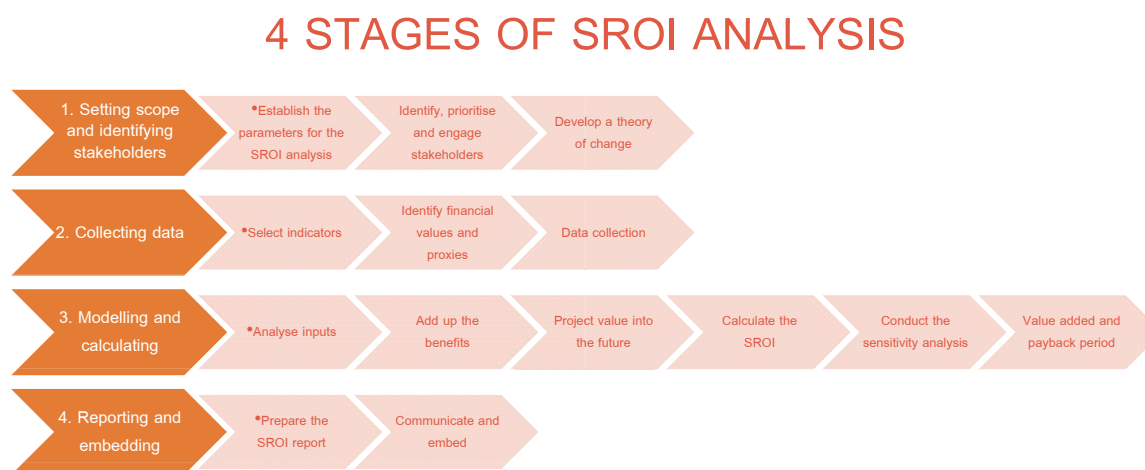 4 STAGES OF SROI ANALYSIS
1. Setting scope
and identifying
stakeholders
•Establish the
parameters for the
SROI analysis
Identify, prioritise
and engage
stakeholders
Develop a theory
of change
2. Collecting data
•Select indicators
Identify financial
values and
proxies
Data collection
3. Modelling and
calculating
•Analyse inputs
Add up the
benefits
Project value into
the future
Calculate the
SROI
Conduct the
sensitivity analysis
Value added and
payback period
4. Reporting and
embedding
•Prepare the
SROI report
Communicate and
embed